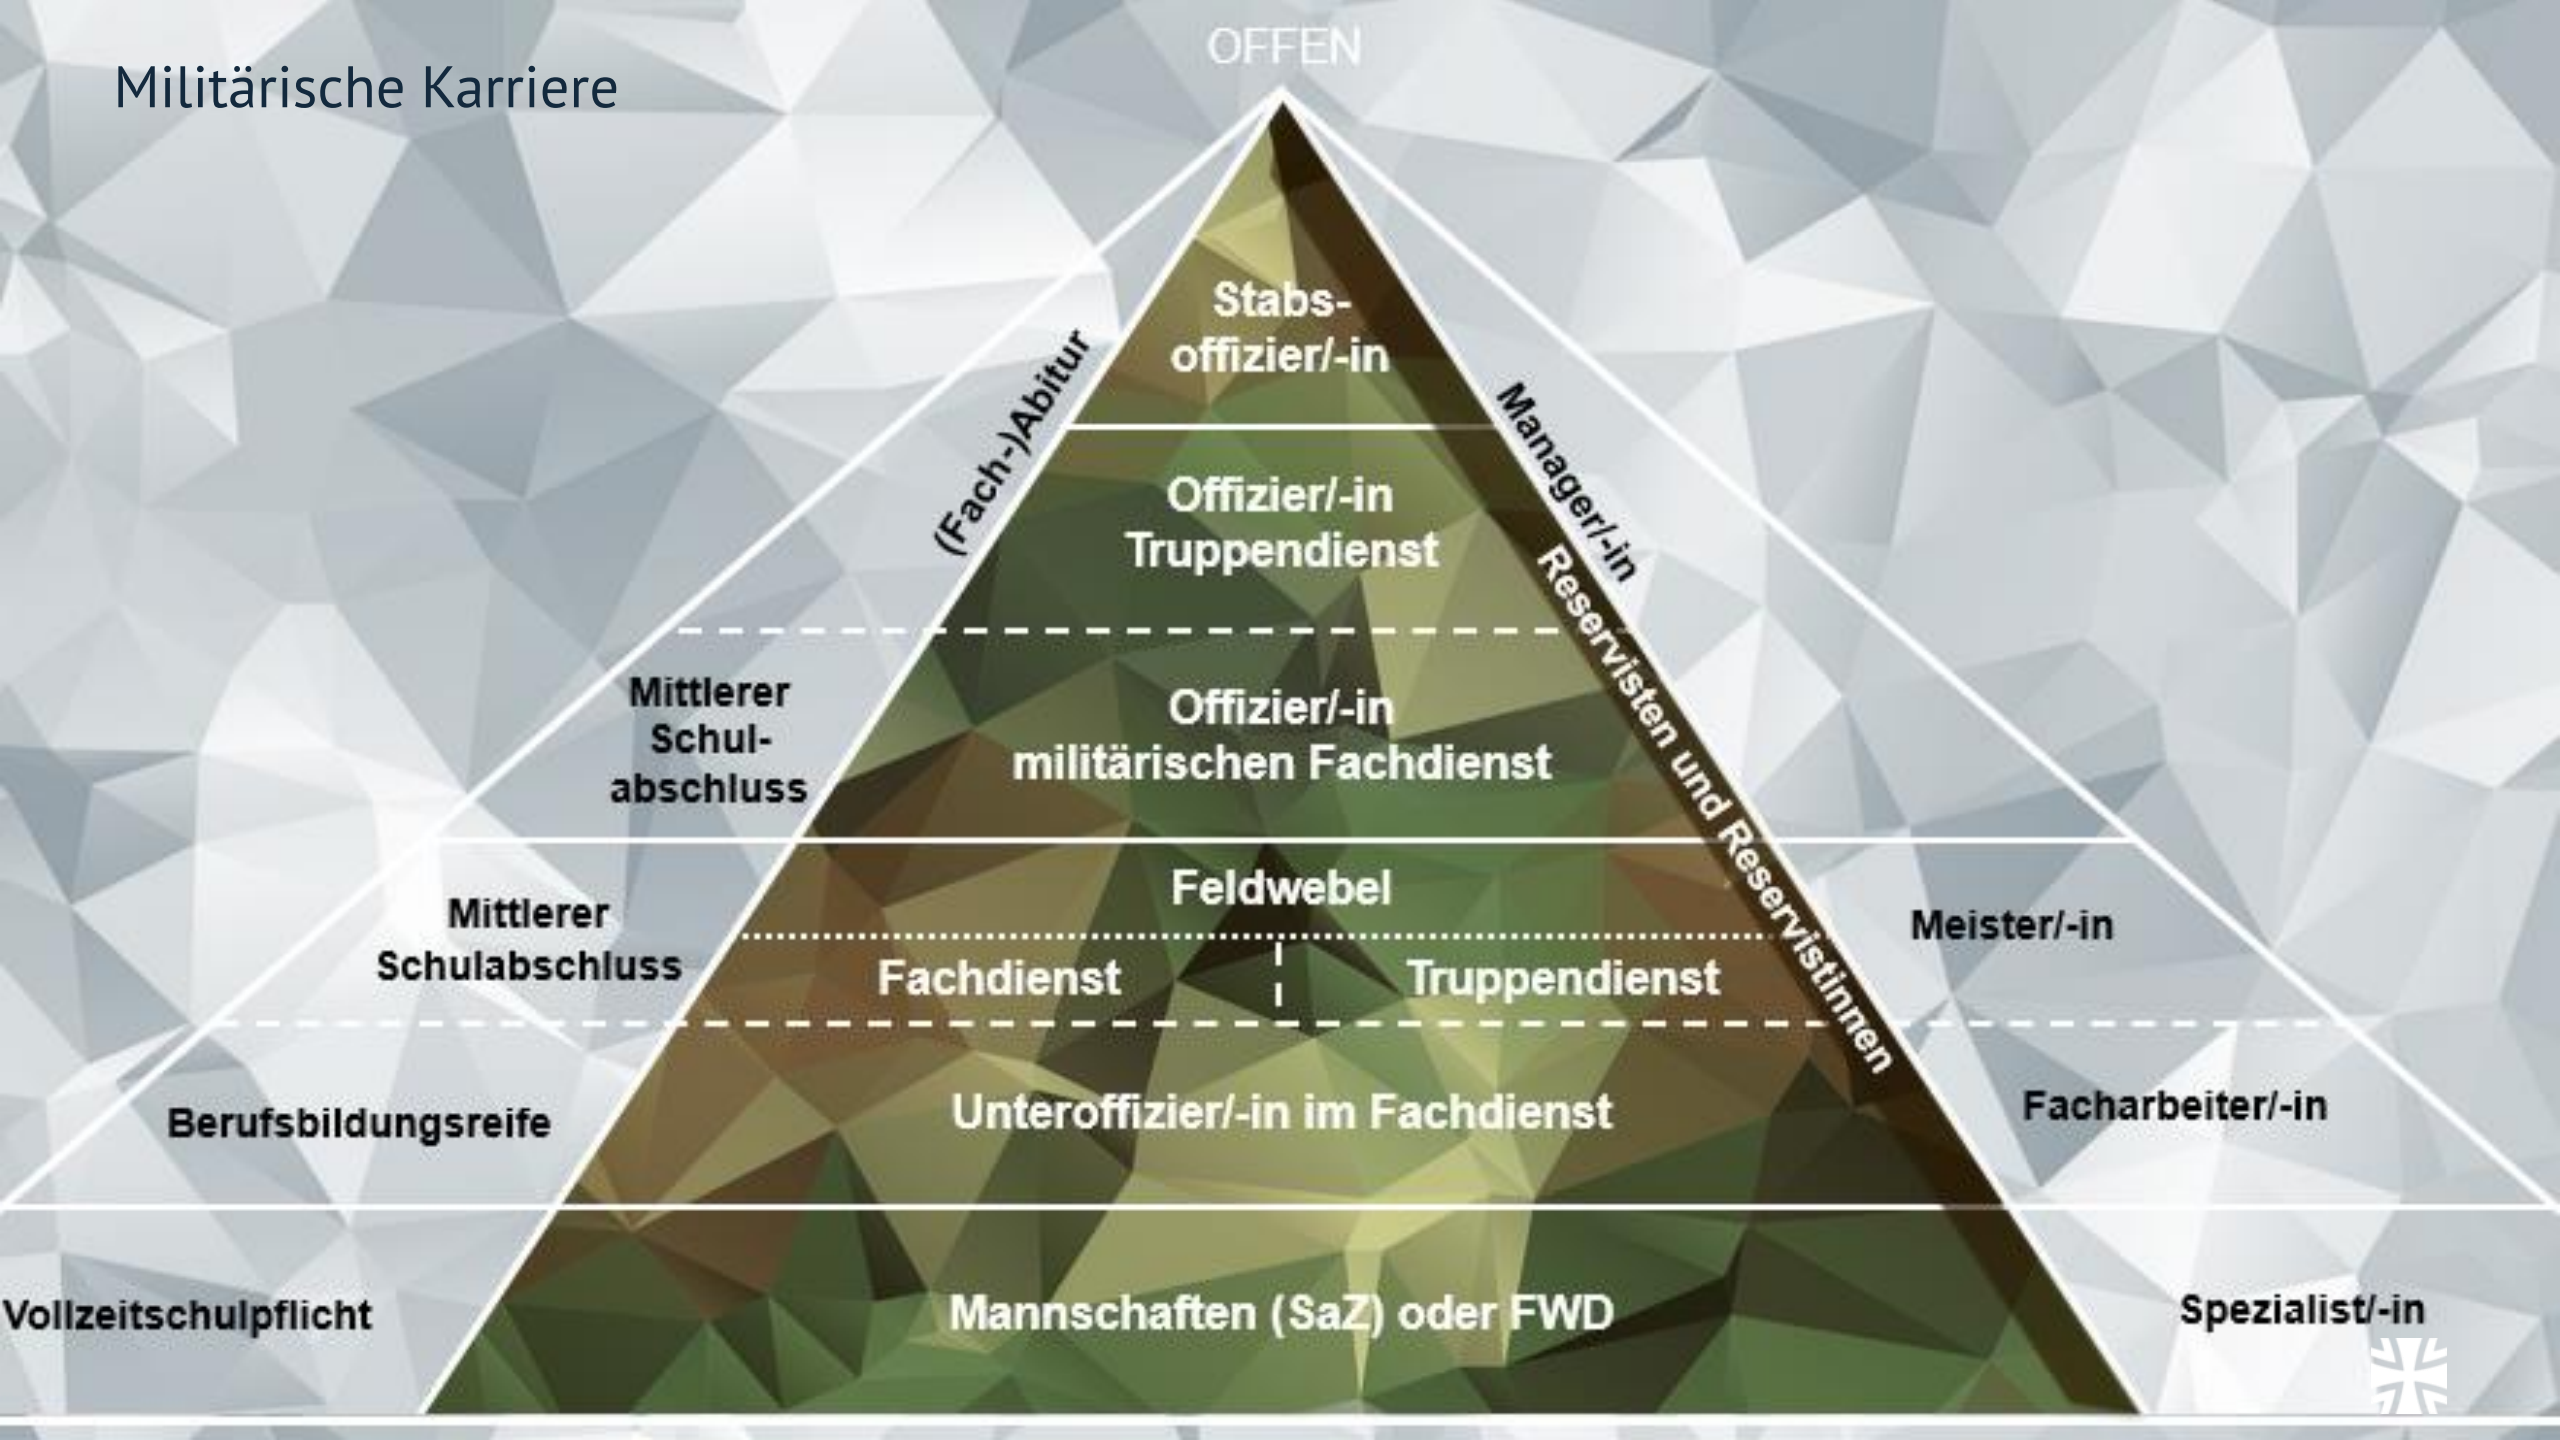 OFFEN
Militärische Karriere
Stabs-
offizier/-in
(Fach-)Abitur
Manager/-in
Offizier/-in
Truppendienst
Reservisten und Reservistinnen
Mittlerer
Schul-
abschluss
Offizier/-in
militärischen Fachdienst
Mittlerer
Schulabschluss
Feldwebel
Fachdienst
Truppendienst
Meister/-in
Berufsbildungsreife
Unteroffizier/-in im Fachdienst
Facharbeiter/-in
Vollzeitschulpflicht
Mannschaften (SaZ) oder FWD
Spezialist/-in